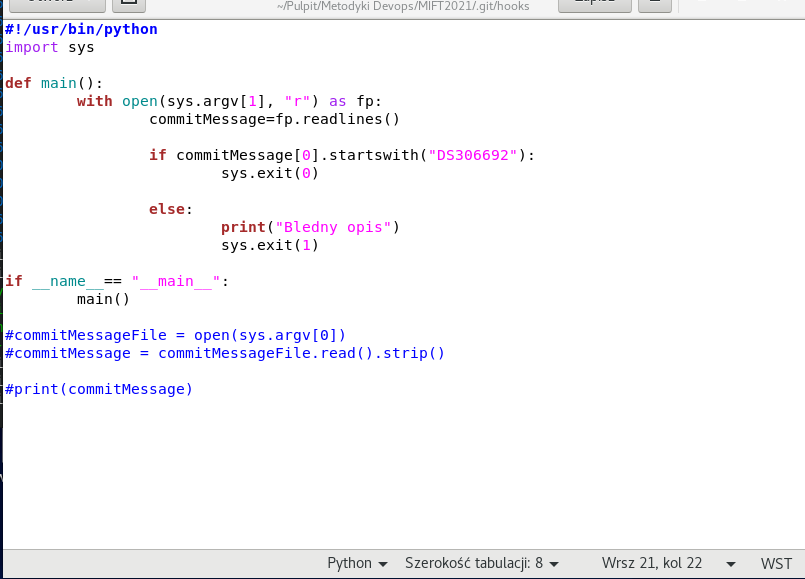 ~/Pulpit/Metodyki Devops/MIFT2021/.git/hooks
#!/usr/bin/python
import sys
def main():
with open(sys.argv[1], "r") as fp:
commitMessage=fp.readlines()
if commitMessage[0].startswith("DS306692"):
sys.exit(0)
else:
print("Bledny opis")
sys.exit(1)
if __name__== "__main__":
main()
#commitMessageFile = open(sys.argv[0])
#commitMessage = commitMessageFile.read().strip()
#print(commitMessage)
Python Szerokość tabulacji: 8 Wrsz 21, kol 22 WST